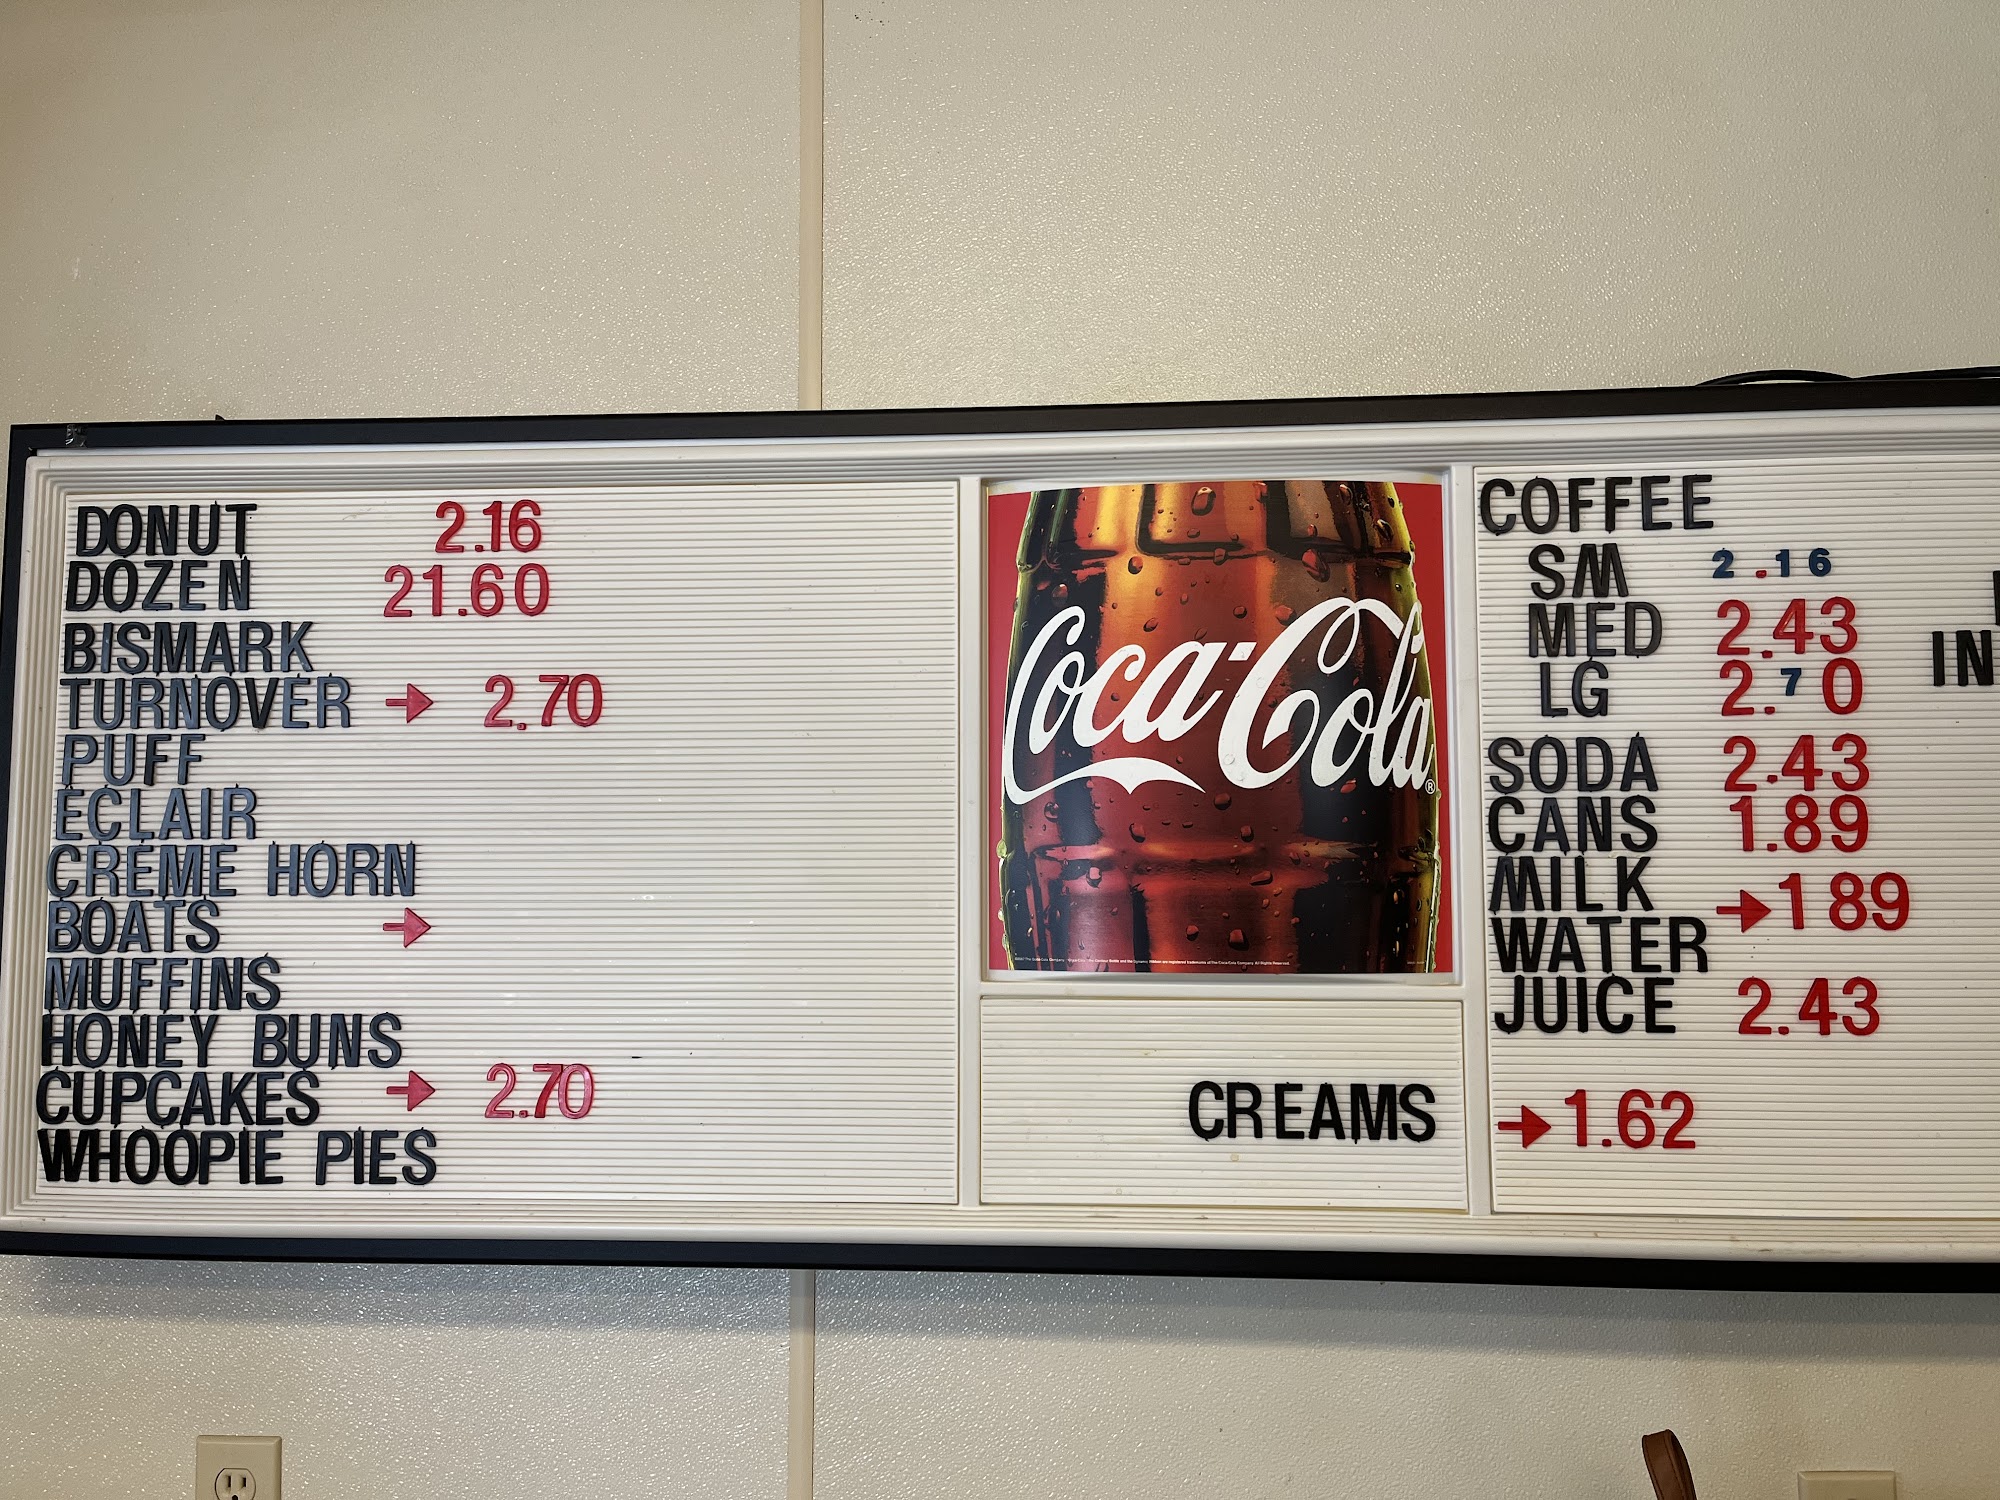 DONUT 2.16
DOZEN 21.60
BISMARK
TURNOVER → 2.70
PUFF
ECLAIR
CRÉME HORN
BOATS →
MUFFINS
HONEY BUNS
CUPCAKES → 2.70
WHOOPIE PIES
Coca-Cola®
CREAMS → 1.62
COFFEE
SM 2.16
MED 2.43
LG 2.70
SODA 2.43
CANS 1.89
MILK → 1 89
WATER
JUICE 2.43
IN